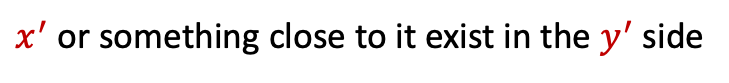 x′ or something close to it exist in the y′ side